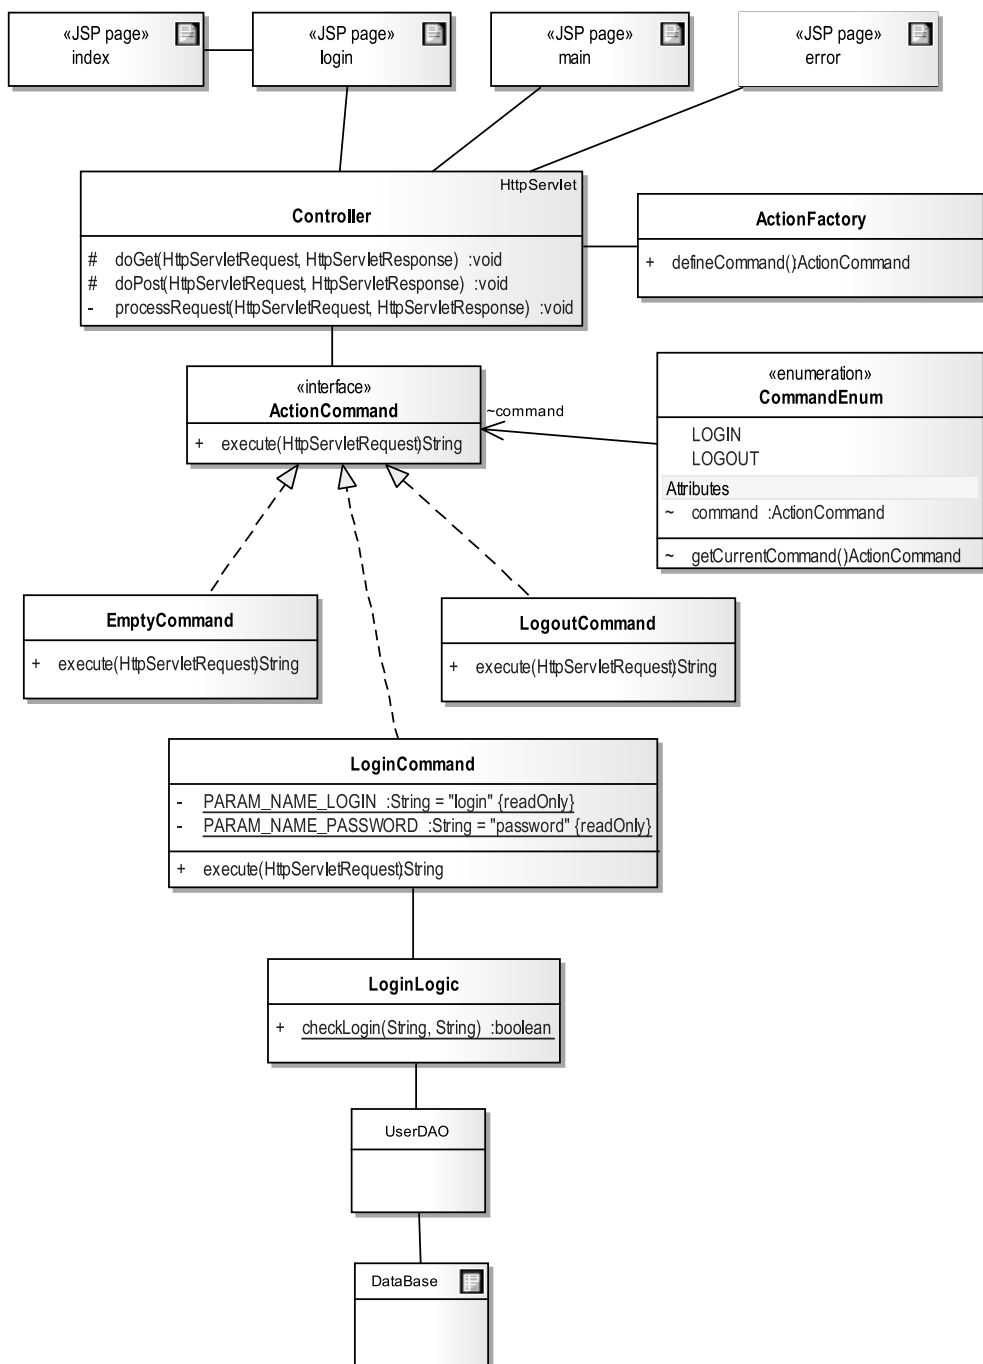 «JSP page»
index
«JSP page»
login
«JSP page»
main
«JSP page»
error
HttpServlet
Controller
# doGet(HttpServletRequest, HttpServletResponse) :void
# doPost(HttpServletRequest, HttpServletResponse) :void
- processRequest(HttpServletRequest, HttpServletResponse) :void
ActionFactory
+ defineCommand():ActionCommand
«interface»
ActionCommand
+ execute(HttpServletRequest)String
~command
«enumeration»
CommandEnum
LOGIN
LOGOUT
Attributes
~ command :ActionCommand
~ getCurrentCommand()ActionCommand
EmptyCommand
+ execute(HttpServletRequest)String
LogoutCommand
+ execute(HttpServletRequest)String
LoginCommand
- PARAM_NAME_LOGIN :String = "login" {readOnly}
- PARAM_NAME_PASSWORD :String = "password" {readOnly}
+ execute(HttpServletRequest)String
LoginLogic
+ checkLogin(String, String) :boolean
UserDAO
DataBase